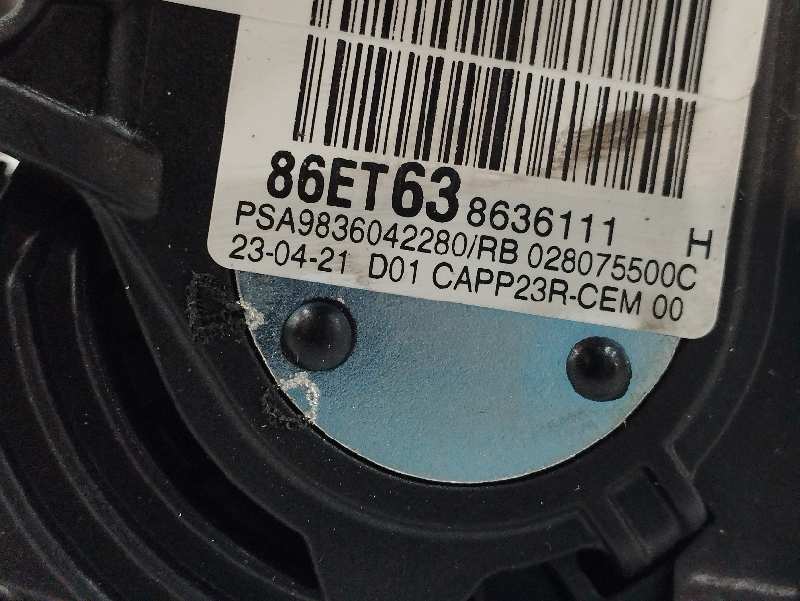 86ET63 8636111 H
PSA9836042280/RB 028075500C
23-04-21 D01 CAPP23R-CEM 00